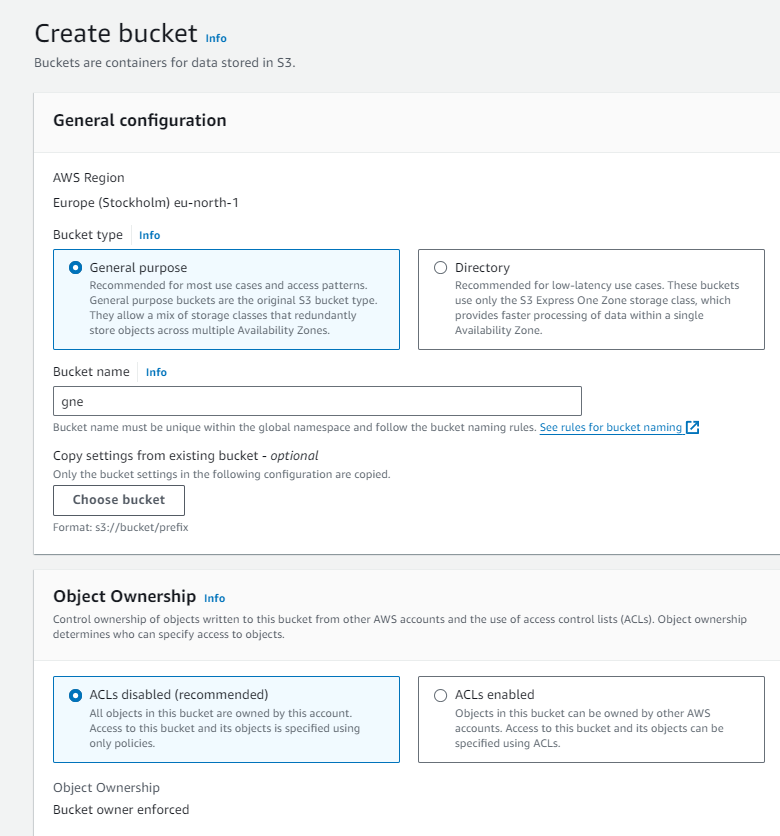 Create bucket Info
Buckets are containers for data stored in S3.
General configuration
AWS Region
Europe (Stockholm) eu-north-1
Bucket type Info
General purpose
Recommended for most use cases and access patterns.
General purpose buckets are the original S3 bucket type.
They allow a mix of storage classes that redundantly
store objects across multiple Availability Zones.
Directory
Recommended for low-latency use cases. These buckets
use only the S3 Express One Zone storage class, which
provides faster processing of data within a single
Availability Zone.
Bucket name Info
gne
Bucket name must be unique within the global namespace and follow the bucket naming rules. See rules for bucket naming
Copy settings from existing bucket - optional
Only the bucket settings in the following configuration are copied.
Choose bucket
Format: s3://bucket/prefix
Object Ownership Info
Control ownership of objects written to this bucket from other AWS accounts and the use of access control lists (ACLs). Object ownership
determines who can specify access to objects.
ACLs disabled (recommended)
All objects in this bucket are owned by this account.
Access to this bucket and its objects is specified using
only policies.
ACLs enabled
Objects in this bucket can be owned by other AWS
accounts. Access to this bucket and its objects can be
specified using ACLs.
Object Ownership
Bucket owner enforced